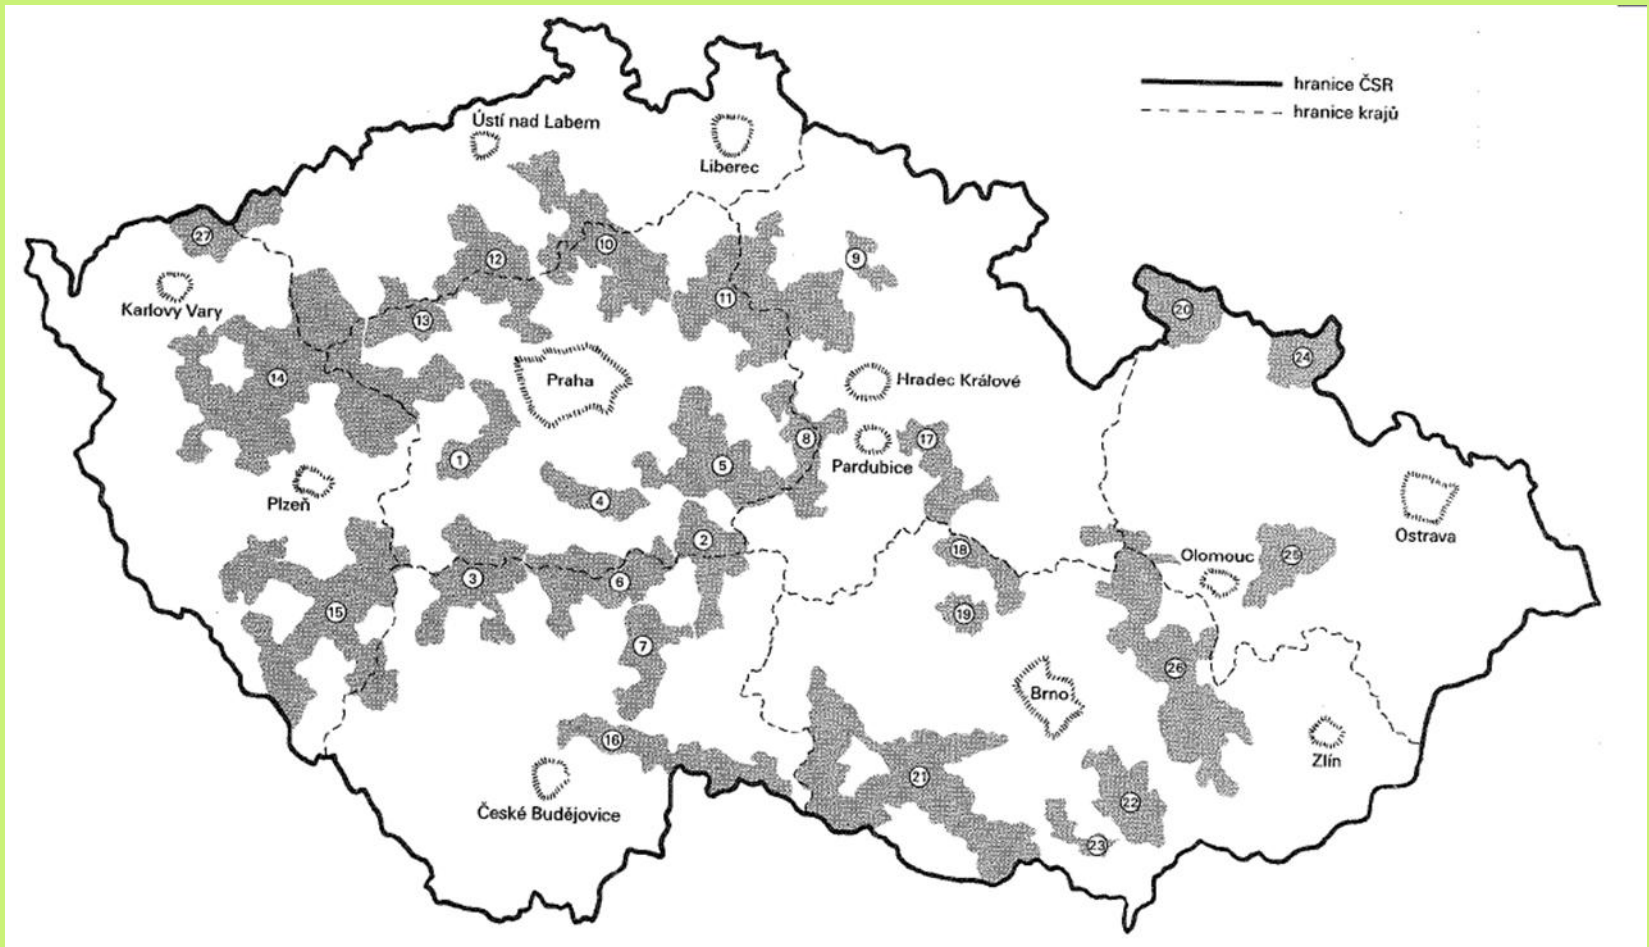 hranice ČSR
hranice krajů
Ústí nad Labem
Liberec
27
10
12
9
Karlovy Vary
11
20
13
24
14
Praha
Hradec Králové
8
17
1
5
Pardubice
Plzeň
4
Ostrava
2
18
Olomouc
25
3
6
15
19
7
26
Brno
16
Zlín
21
České Budějovice
22
23